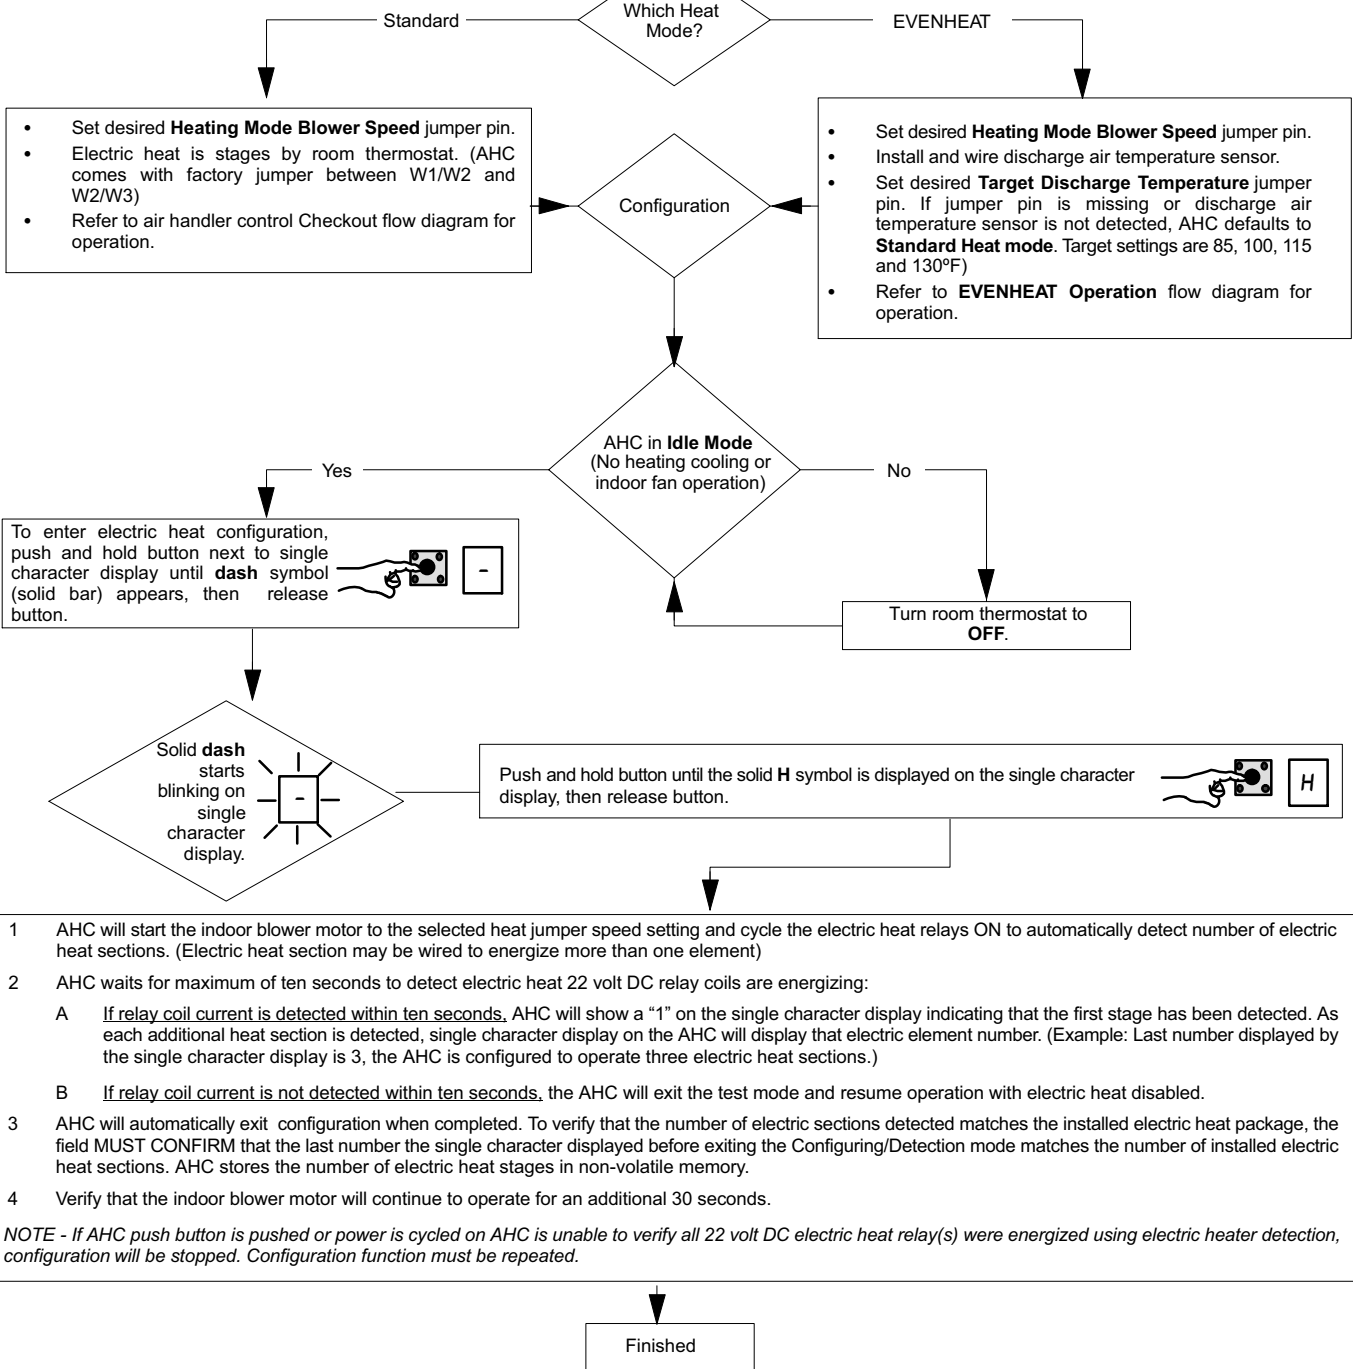 Which Heat
Mode?
Standard
EVENHEAT
• Set desired Heating Mode Blower Speed jumper pin.
• Electric heat is stages by room thermostat. (AHC
comes with factory jumper between W1/W2 and
W2/W3)
• Refer to air handler control Checkout flow diagram for
operation.
Configuration
• Set desired Heating Mode Blower Speed jumper pin.
• Install and wire discharge air temperature sensor.
• Set desired Target Discharge Temperature jumper
pin. If jumper pin is missing or discharge air
temperature sensor is not detected, AHC defaults to
Standard Heat mode. Target settings are 85, 100, 115
and 130ºF)
• Refer to EVENHEAT Operation flow diagram for
operation.
AHC in Idle Mode
(No heating cooling or
indoor fan operation)
Yes
No
To enter electric heat configuration,
push and hold button next to single
character display until dash symbol
(solid bar) appears, then release
button.
-
Turn room thermostat to
OFF.
Solid dash
starts
blinking on
single
character
display.
-
Push and hold button until the solid H symbol is displayed on the single character
display, then release button.
H
1 AHC will start the indoor blower motor to the selected heat jumper speed setting and cycle the electric heat relays ON to automatically detect number of electric
heat sections. (Electric heat section may be wired to energize more than one element)
2 AHC waits for maximum of ten seconds to detect electric heat 22 volt DC relay coils are energizing:
A If relay coil current is detected within ten seconds, AHC will show a “1” on the single character display indicating that the first stage has been detected. As
each additional heat section is detected, single character display on the AHC will display that electric element number. (Example: Last number displayed by
the single character display is 3, the AHC is configured to operate three electric heat sections.)
B If relay coil current is not detected within ten seconds, the AHC will exit the test mode and resume operation with electric heat disabled.
3 AHC will automatically exit configuration when completed. To verify that the number of electric sections detected matches the installed electric heat package, the
field MUST CONFIRM that the last number the single character displayed before exiting the Configuring/Detection mode matches the number of installed electric
heat sections. AHC stores the number of electric heat stages in non-volatile memory.
4 Verify that the indoor blower motor will continue to operate for an additional 30 seconds.
NOTE - If AHC push button is pushed or power is cycled on AHC is unable to verify all 22 volt DC electric heat relay(s) were energized using electric heater detection,
configuration will be stopped. Configuration function must be repeated.
Finished